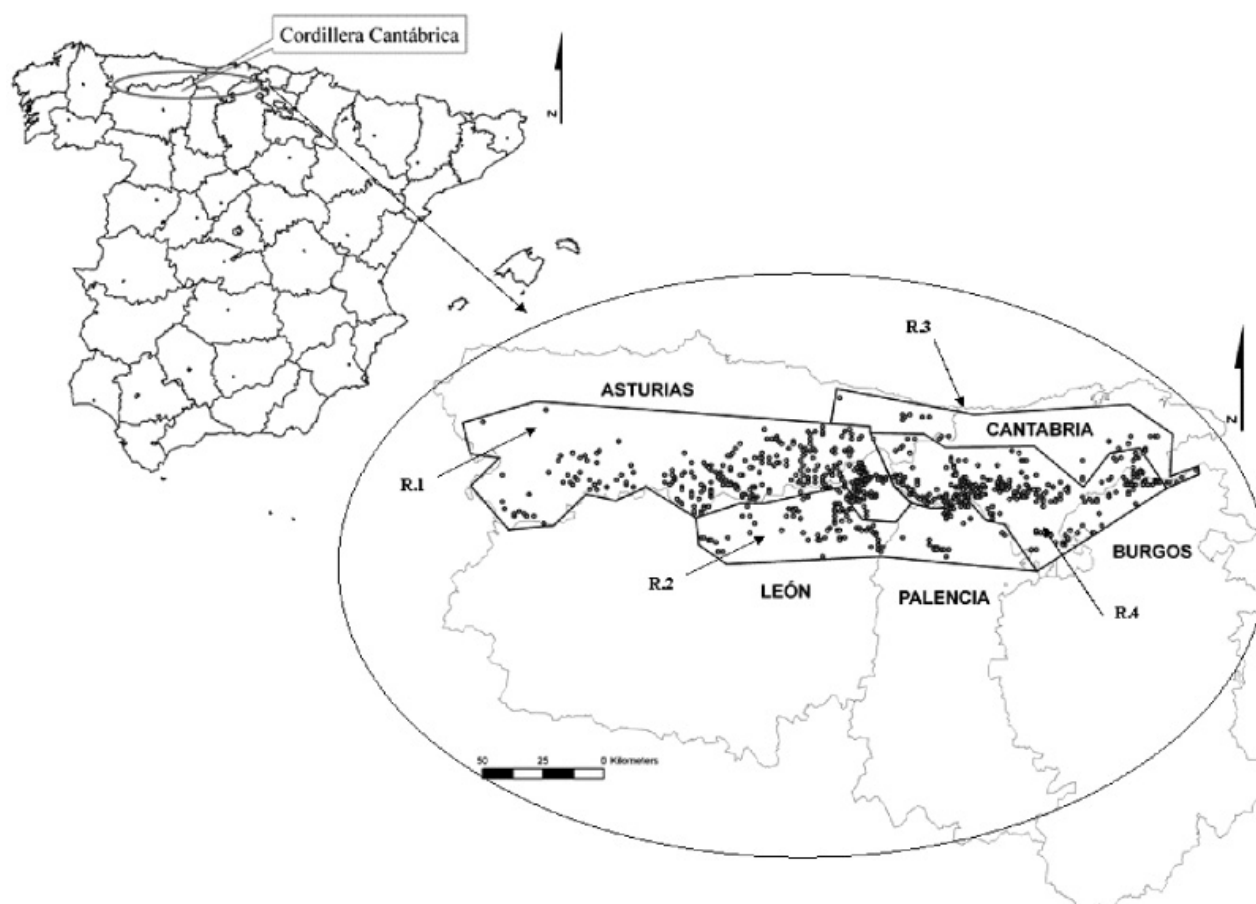 Cordillera Cantábrica
N
R.3
ASTURIAS
N
CANTABRIA
R.1
BURGOS
R.2
LEÓN
PALENCIA
R.4
50 25 0 Kilometers